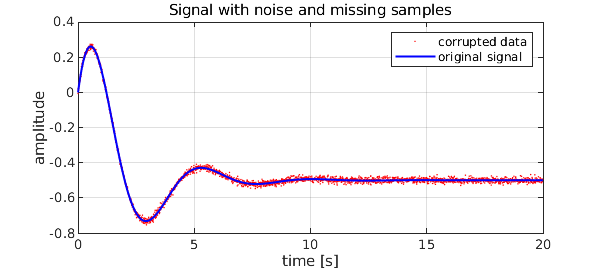 Signal with noise and missing samples
0.4
0.2
0
-0.2
-0.4
-0.6
-0.8
amplitude
corrupted data
original signal
0 5 10 15 20
time [s]